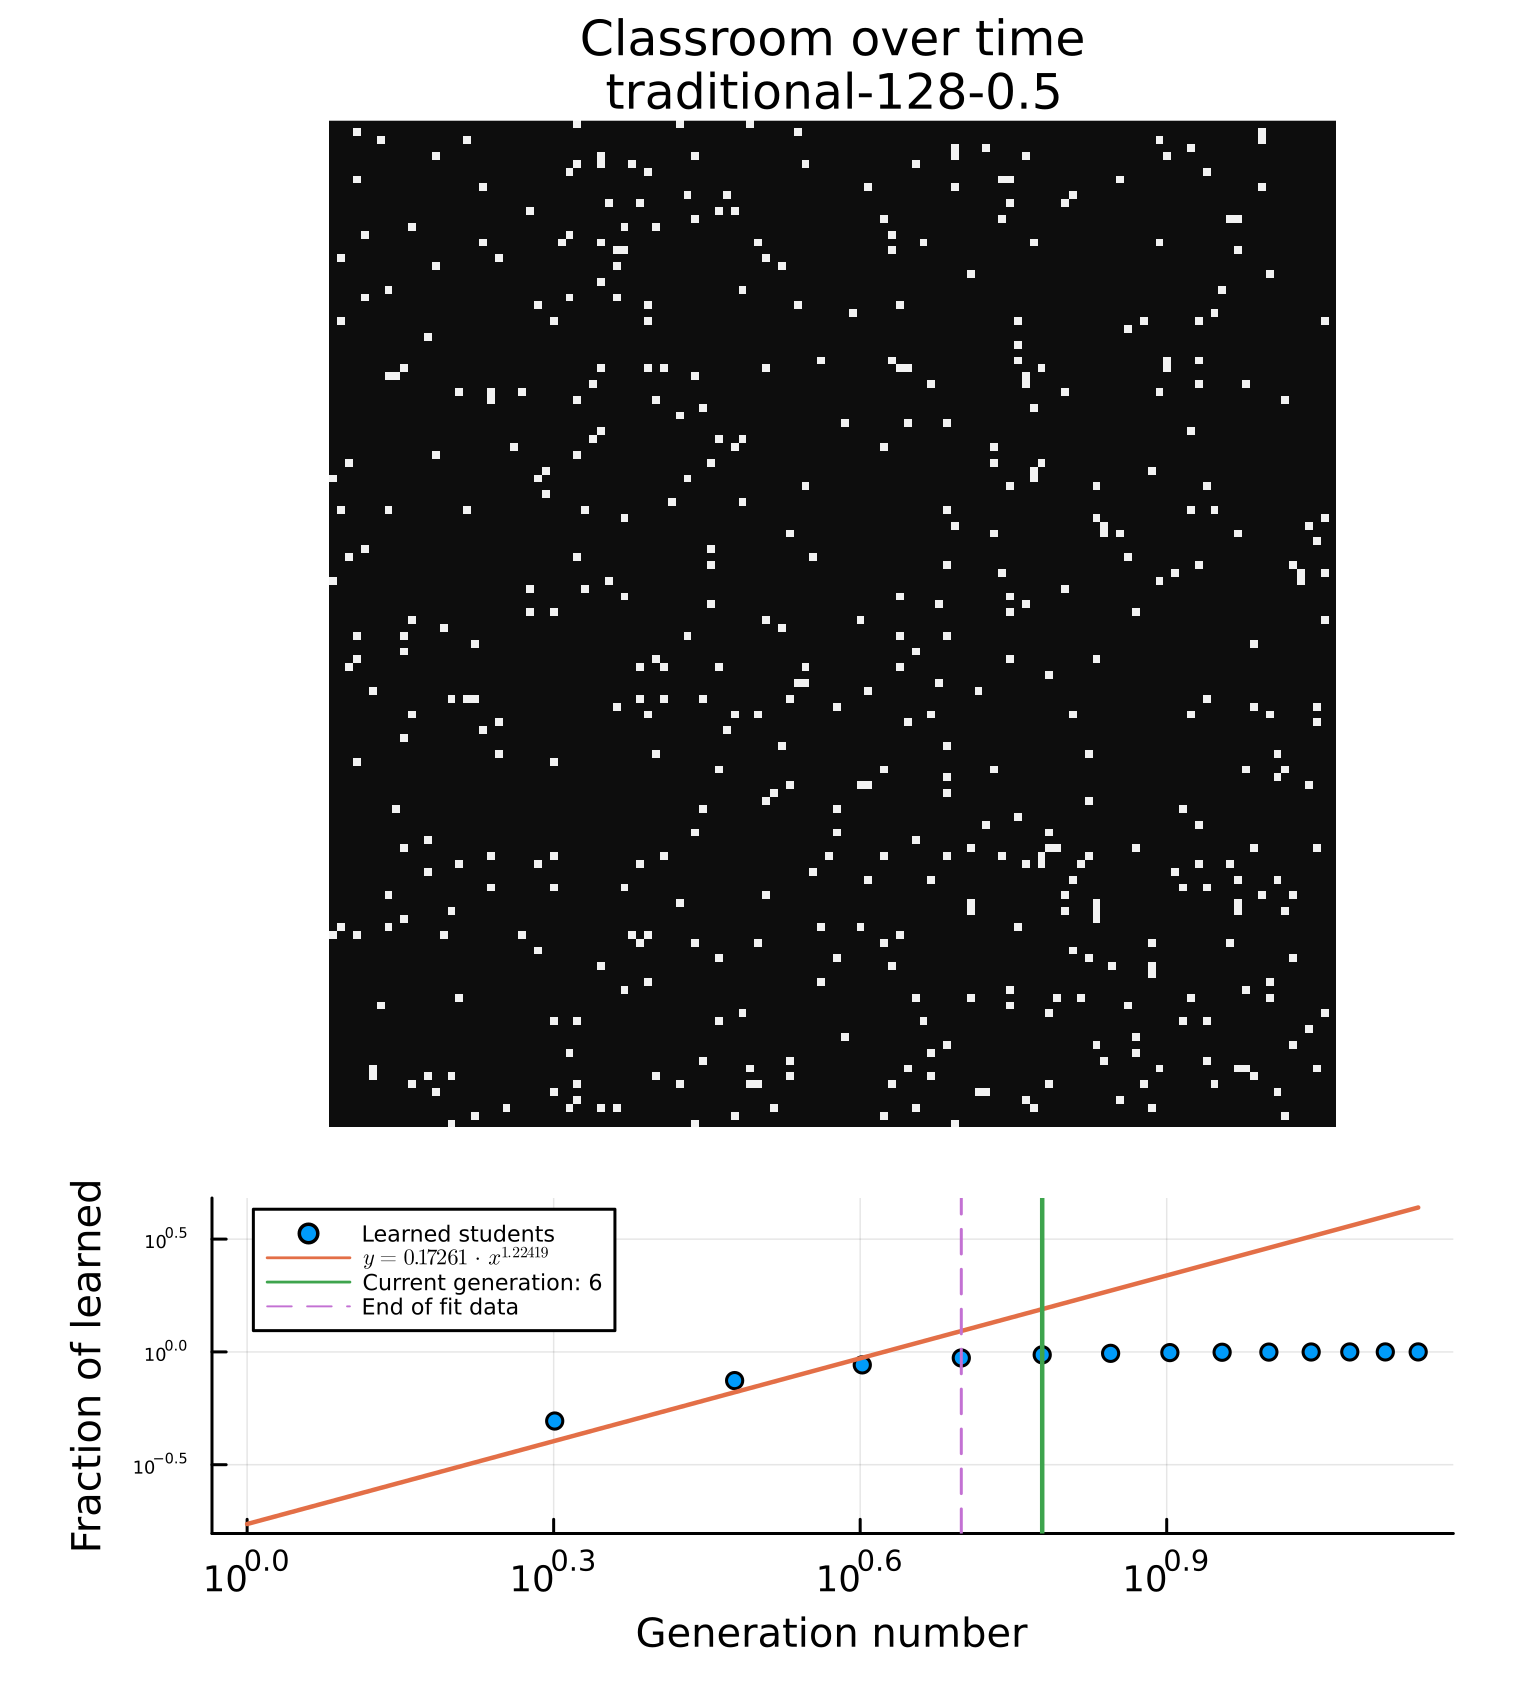 Classroom over time
traditional-128-0.5
Fraction of learned
10^0.5
10^0.0
10^−0.5
Learned students
y = 0.17261 · x^1.22419
Current generation: 6
End of fit data
10^0.0 10^0.3 10^0.6 10^0.9
Generation number